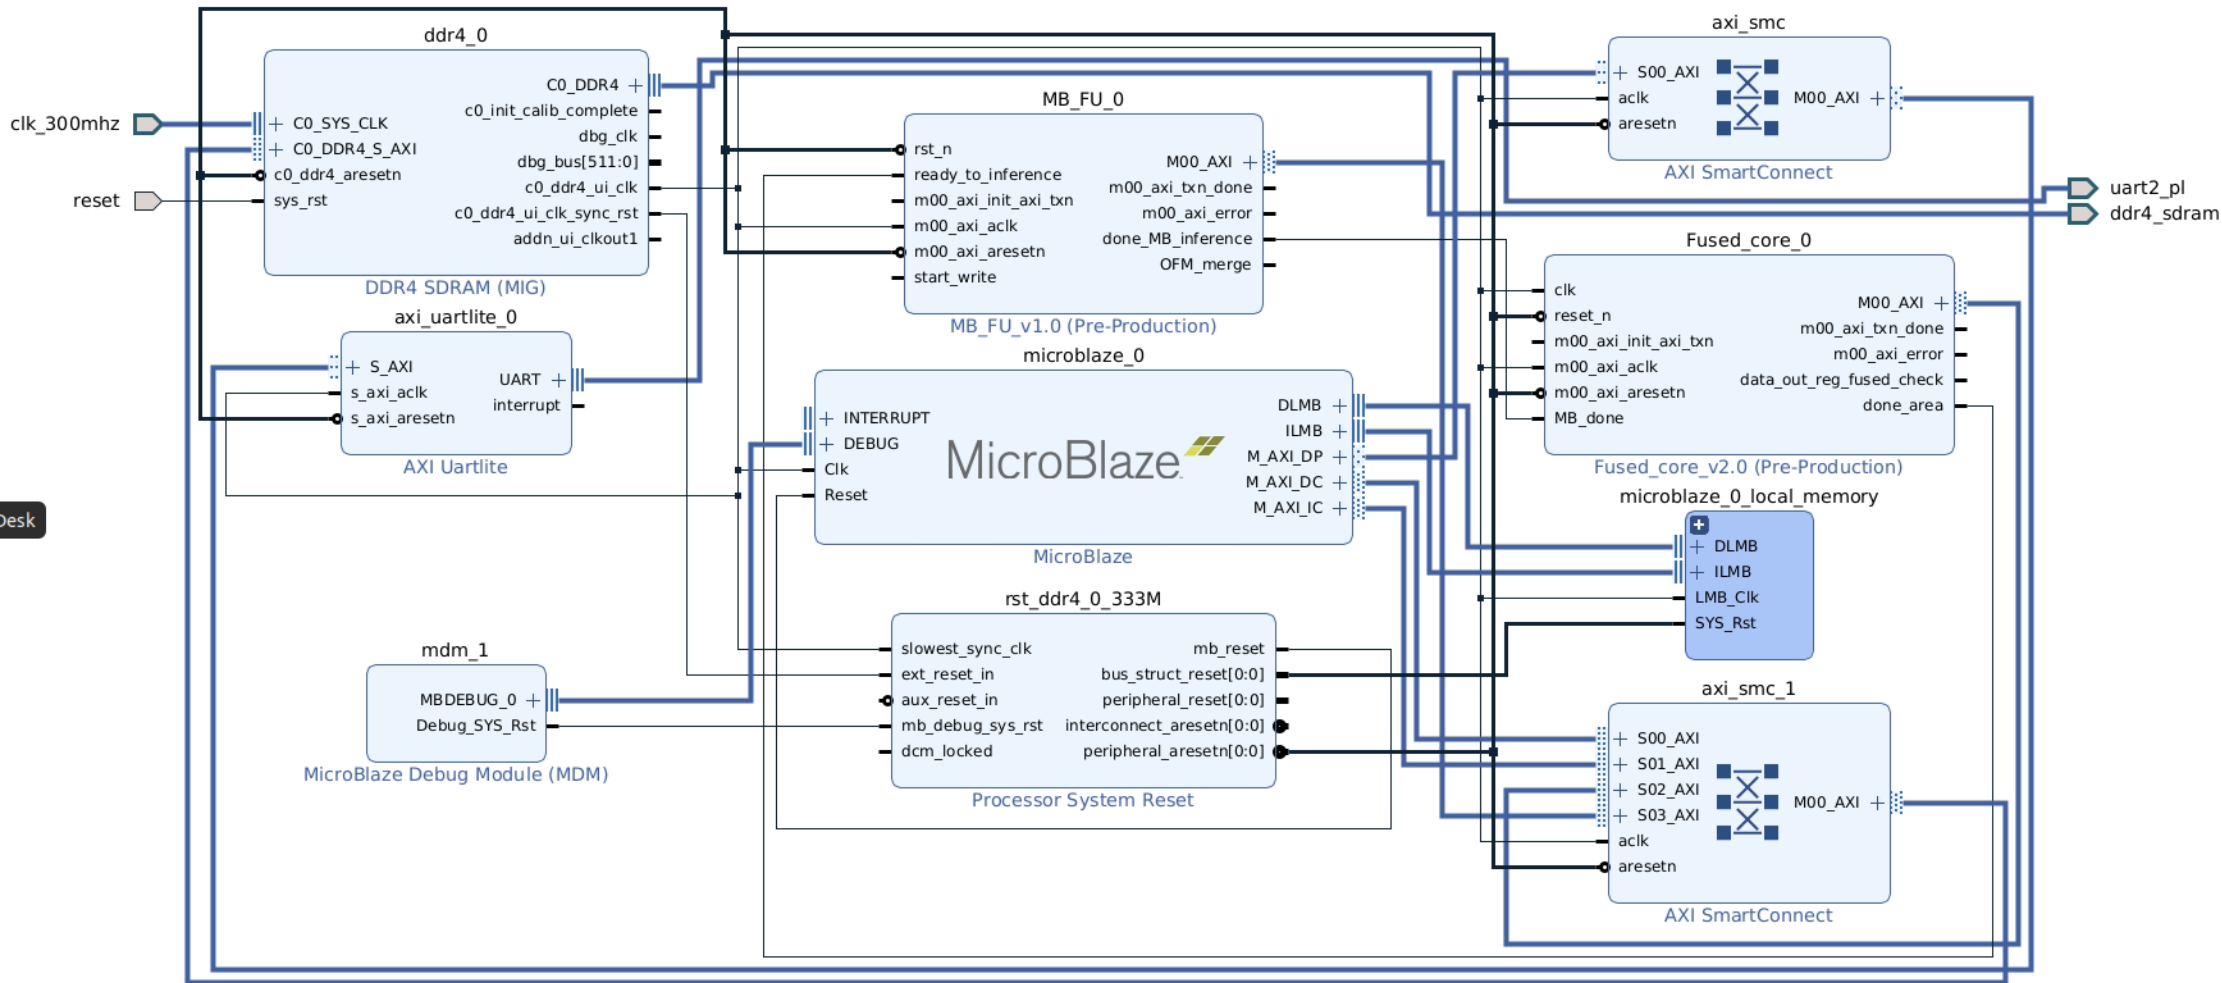 clk_300mhz
reset
Desk
ddr4_0
C0_SYS_CLK
C0_DDR4_S_AXI
c0_ddr4_aresetn
sys_rst
C0_DDR4
c0_init_calib_complete
dbg_clk
dbg_bus[511:0]
c0_ddr4_ui_clk
c0_ddr4_ui_clk_sync_rst
addn_ui_clkout1
DDR4 SDRAM (MIG)
axi_uartlite_0
S_AXI
s_axi_aclk
s_axi_aresetn
UART
interrupt
AXI Uartlite
mdm_1
MBDEBUG_0
Debug_SYS_Rst
MicroBlaze Debug Module (MDM)
MB_FU_0
rst_n
ready_to_inference
m00_axi_init_axi_txn
m00_axi_aclk
m00_axi_aresetn
start_write
M00_AXI
m00_axi_txn_done
m00_axi_error
done_MB_inference
OFM_merge
MB_FU_v1.0 (Pre-Production)
microblaze_0
INTERRUPT
DEBUG
Clk
Reset
MicroBlaze
DLMB
ILMB
M_AXI_DP
M_AXI_DC
M_AXI_IC
MicroBlaze
rst_ddr4_0_333M
slowest_sync_clk
ext_reset_in
aux_reset_in
mb_debug_sys_rst
dcm_locked
mb_reset
bus_struct_reset[0:0]
peripheral_reset[0:0]
interconnect_aresetn[0:0]
peripheral_aresetn[0:0]
Processor System Reset
axi_smc
S00_AXI
aclk
aresetn
M00_AXI
AXI SmartConnect
uart2_pl
ddr4_sdram
Fused_core_0
clk
reset_n
m00_axi_init_axi_txn
m00_axi_aclk
m00_axi_aresetn
MB_done
M00_AXI
m00_axi_txn_done
m00_axi_error
data_out_reg_fused_check
done_area
Fused_core_v2.0 (Pre-Production)
microblaze_0_local_memory
DLMB
ILMB
LMB_Clk
SYS_Rst
axi_smc_1
S00_AXI
S01_AXI
S02_AXI
S03_AXI
aclk
aresetn
M00_AXI
AXI SmartConnect